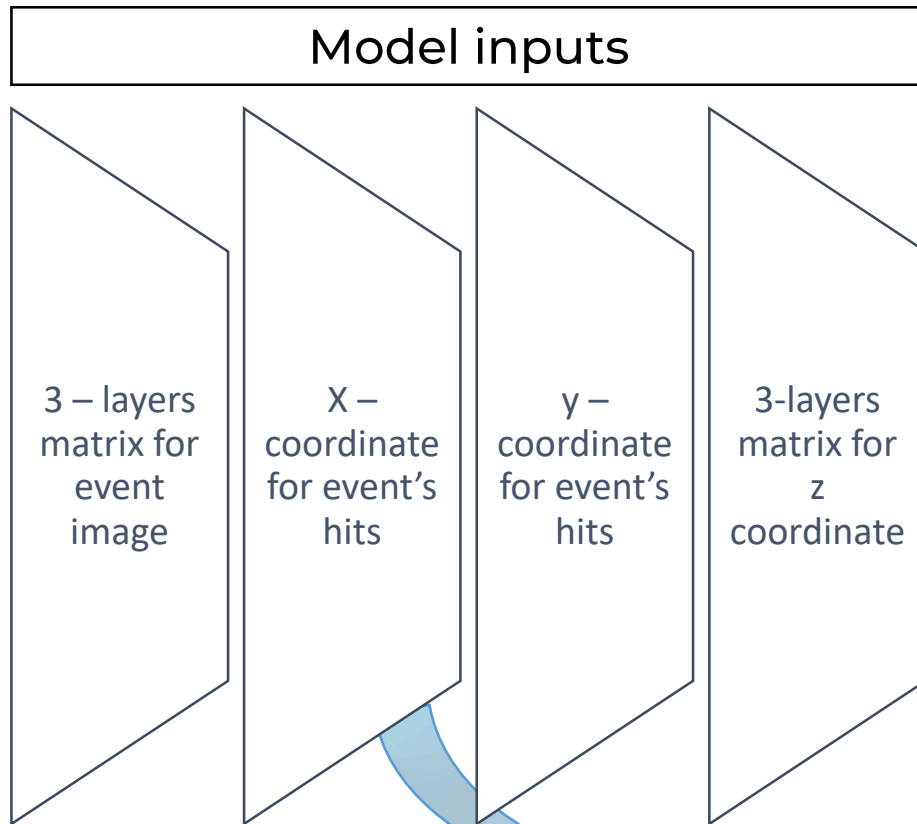 Model inputs
3 – layers
matrix for
event
image
X –
coordinate
for event's
hits
y –
coordinate
for event's
hits
3-layers
matrix for
z
coordinate